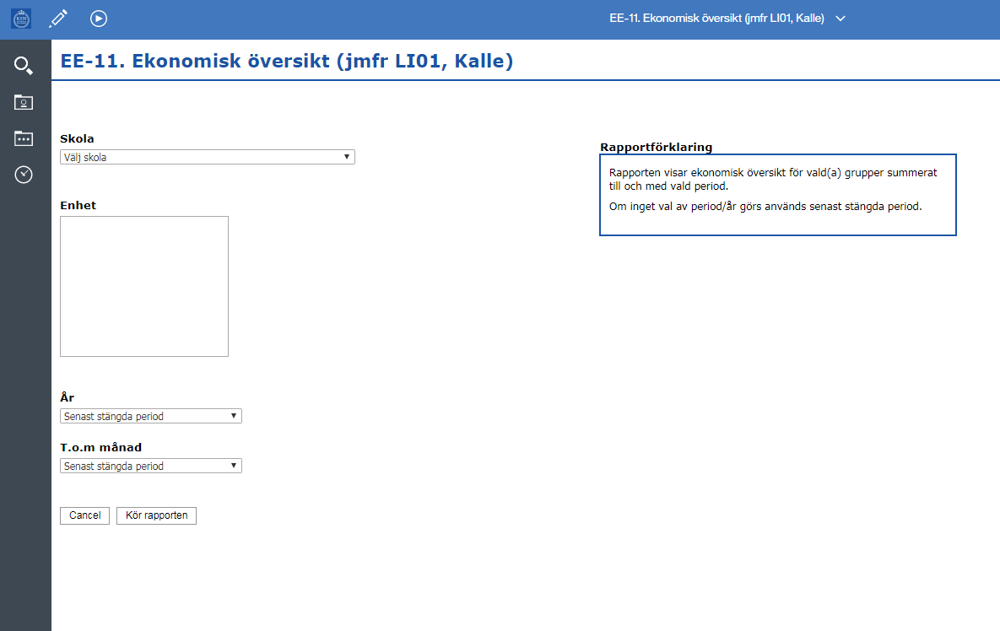 KTH
EE-11. Ekonomisk översikt (jmfr LI01, Kalle)
EE-11. Ekonomisk översikt (jmfr LI01, Kalle)
Skola
Välj skola
Enhet
År
Senast stängda period
T.o.m månad
Senast stängda period
Cancel Kör rapporten
Rapportförklaring
Rapporten visar ekonomisk översikt för vald(a) grupper summerat
till och med vald period.
Om inget val av period/år görs används senast stängda period.